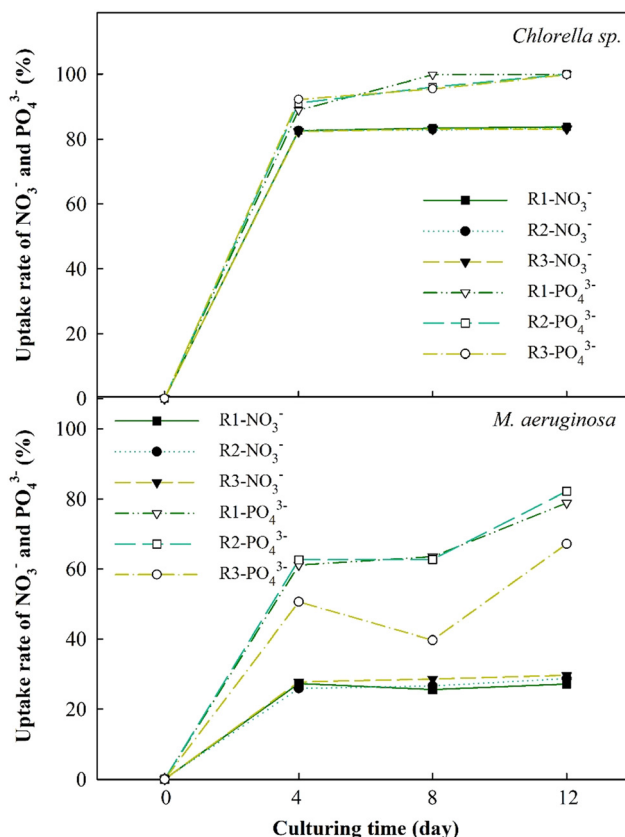 Chlorella sp.
Uptake rate of NO₃⁻ and PO₄³⁻ (%)
100
80
60
40
20
0
R1-NO₃⁻
R2-NO₃⁻
R3-NO₃⁻
R1-PO₄³⁻
R2-PO₄³⁻
R3-PO₄³⁻
M. aeruginosa
Uptake rate of NO₃⁻ and PO₄³⁻ (%)
100
80
60
40
20
0
R1-NO₃⁻
R2-NO₃⁻
R3-NO₃⁻
R1-PO₄³⁻
R2-PO₄³⁻
R3-PO₄³⁻
0 4 8 12
Culturing time (day)